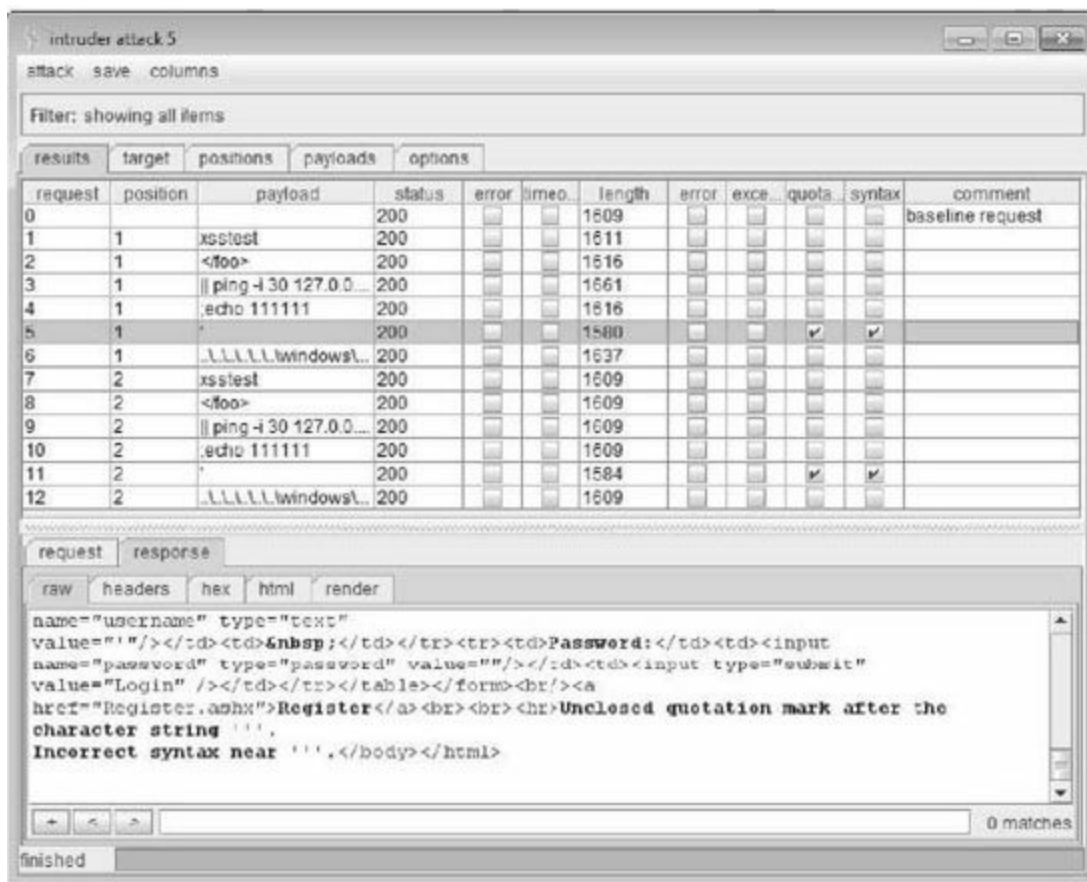 intruder attack 5
attack save columns
Filter: showing all items
results target positions payloads options
request position payload status error timeo... length error exce... quota... syntax comment
0 200 1609 baseline request
1 1 xsstest 200 1611
2 1 </foo> 200 1616
3 1 || ping -i 30 127.0.0.... 200 1661
4 1 ;echo 111111 200 1616
5 1 ' 200 1580
6 1 ..\..\..\..\..\windows\... 200 1637
7 2 xsstest 200 1609
8 2 </foo> 200 1609
9 2 || ping -i 30 127.0.0.... 200 1609
10 2 ;echo 111111 200 1609
11 2 ' 200 1584
12 2 ..\..\..\..\..\windows\... 200 1609
request response
raw headers hex html render
name="username" type="text"
value="'"/></td><td>&nbsp;</td></tr><tr><td>Password:</td><td><input
name="password" type="password" value=""/></td><td><input type="submit"
value="Login" /></td></tr></table></form><br/><a
href="Register.ashx">Register</a><br><br><hr>Unclosed quotation mark after the
character string '''.
Incorrect syntax near '''.</body></html>
+ < > 0 matches
finished